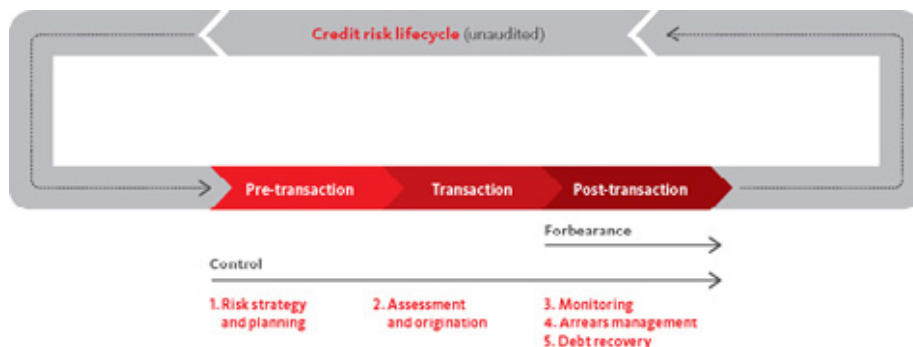 Credit risk lifecycle (unaudited)
Pre-transaction
Transaction
Post-transaction
Forbearance
Control
1. Risk strategy
and planning
2. Assessment
and origination
3. Monitoring
4. Arrears management
5. Debt recovery